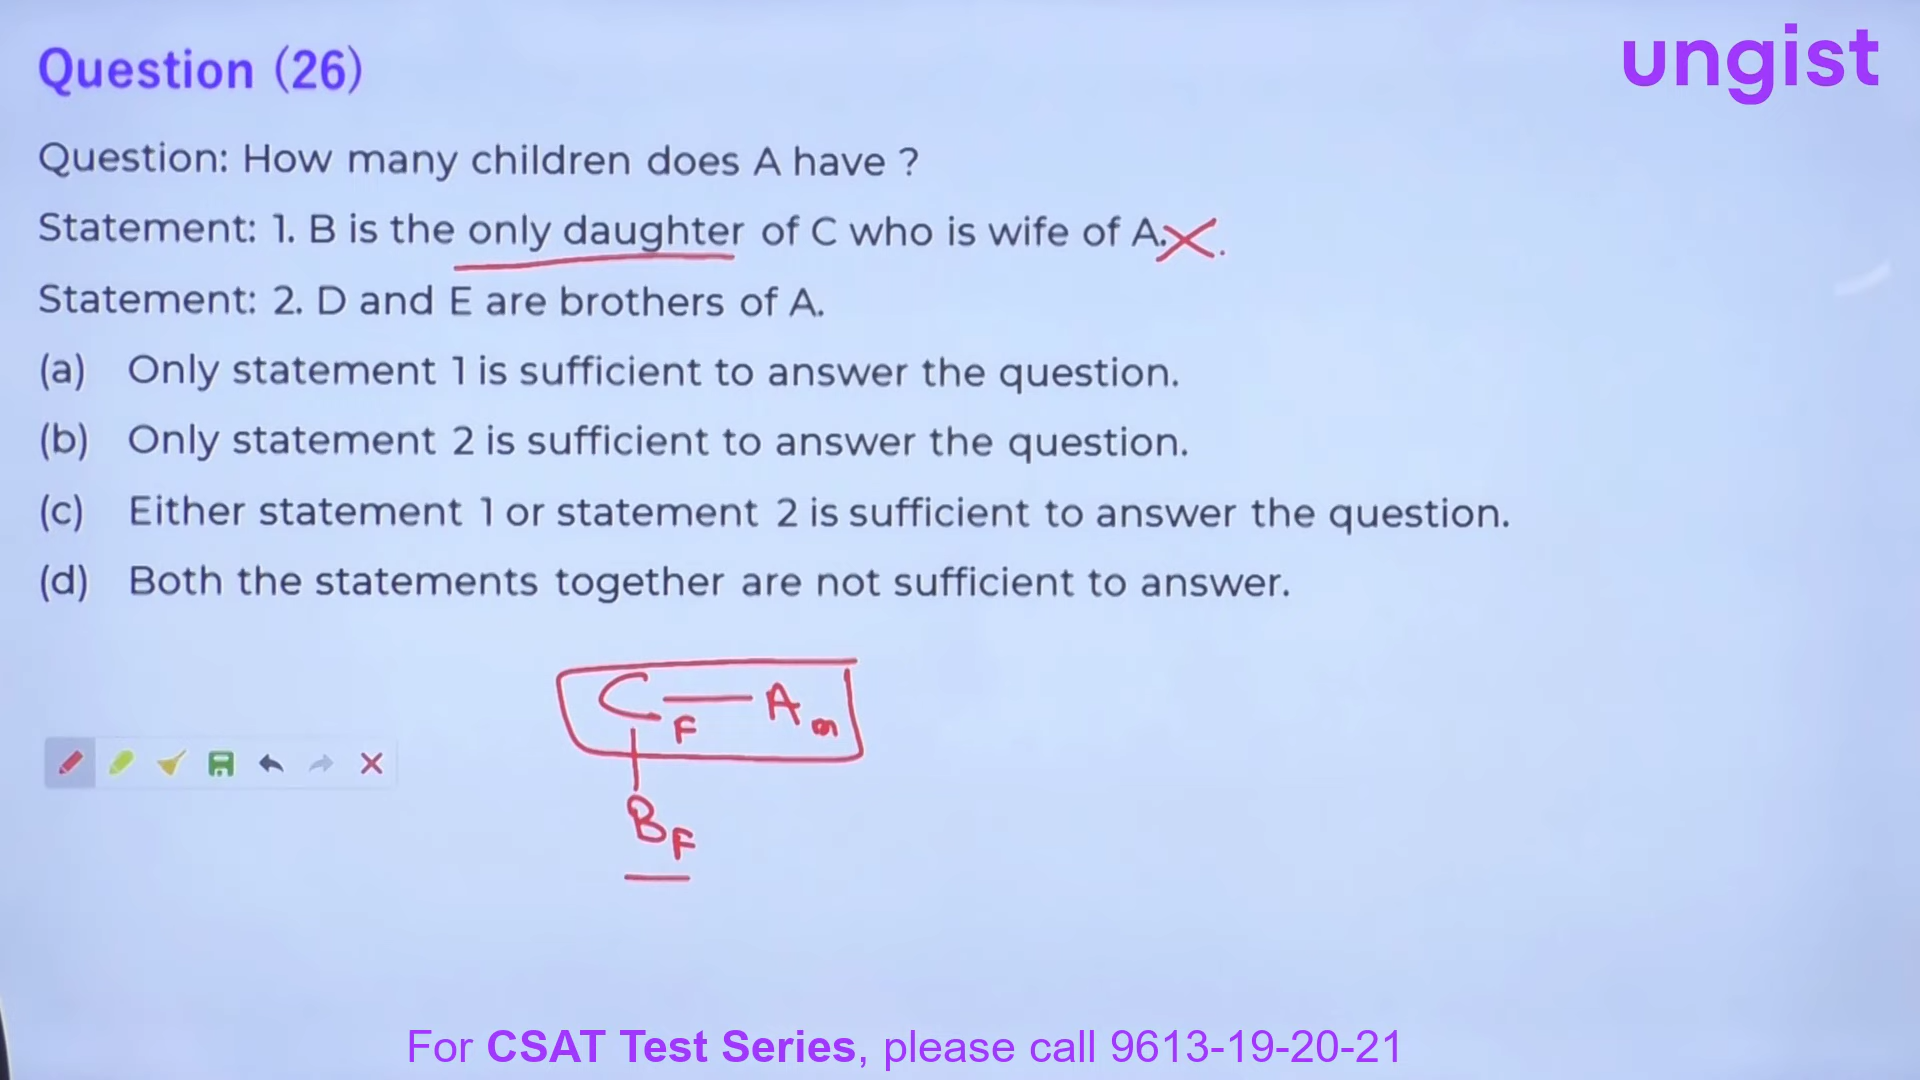 Question (26)
ungist
Question: How many children does A have ?
Statement: 1. B is the only daughter of C who is wife of A.
Statement: 2. D and E are brothers of A.
(a) Only statement 1 is sufficient to answer the question.
(b) Only statement 2 is sufficient to answer the question.
(c) Either statement 1 or statement 2 is sufficient to answer the question.
(d) Both the statements together are not sufficient to answer.
C — A m
F
B F
For CSAT Test Series, please call 9613-19-20-21